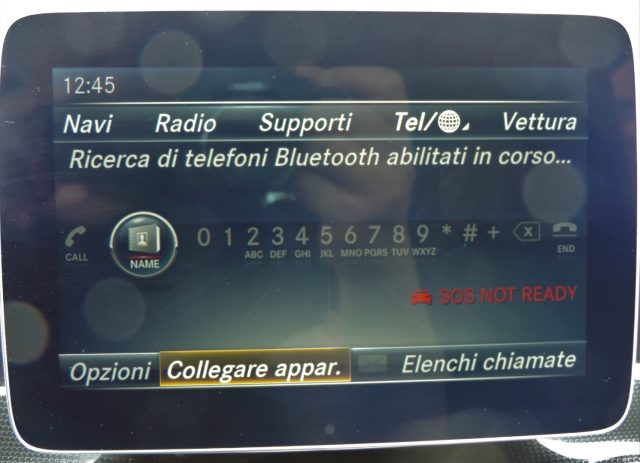 12:45
Navi Radio Supporti Tel/ Vettura
Ricerca di telefoni Bluetooth abilitati in corso...
CALL NAME 0 1 2 3 4 5 6 7 8 9 * # + X END
ABC DEF GHI JKL MNO PQRS TUV WXYZ
SOS NOT READY
Opzioni Collegare appar. Elenchi chiamate